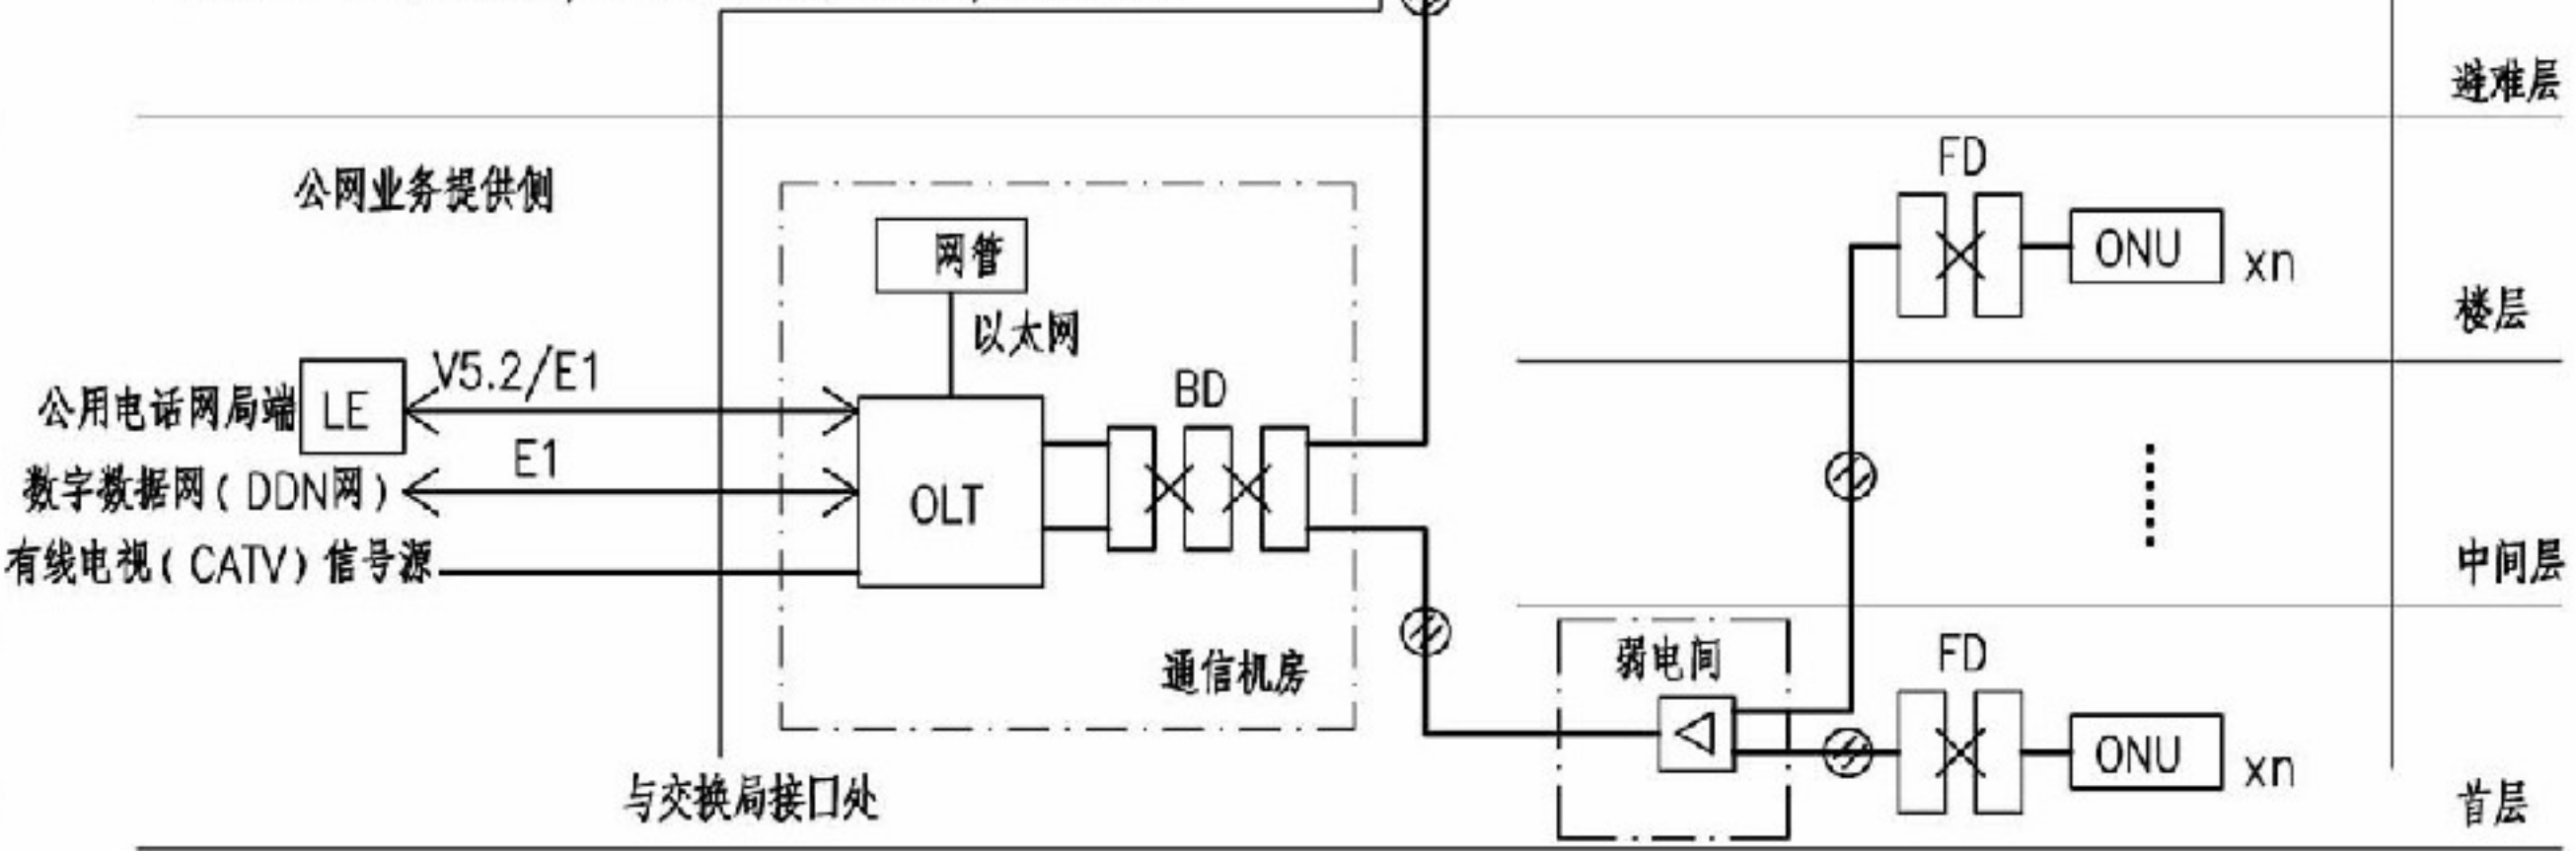 避难层
公网业务提供侧
FD
网管
ONU
xn
以太网
楼层
V5.2/E1
公用电话网局端
LE
BD
E1
数字数据网(DDN网)
OLT
有线电视(CATV)信号源
中间层
通信机房
弱电间
FD
ONU
xn
与交换局接口处
首层